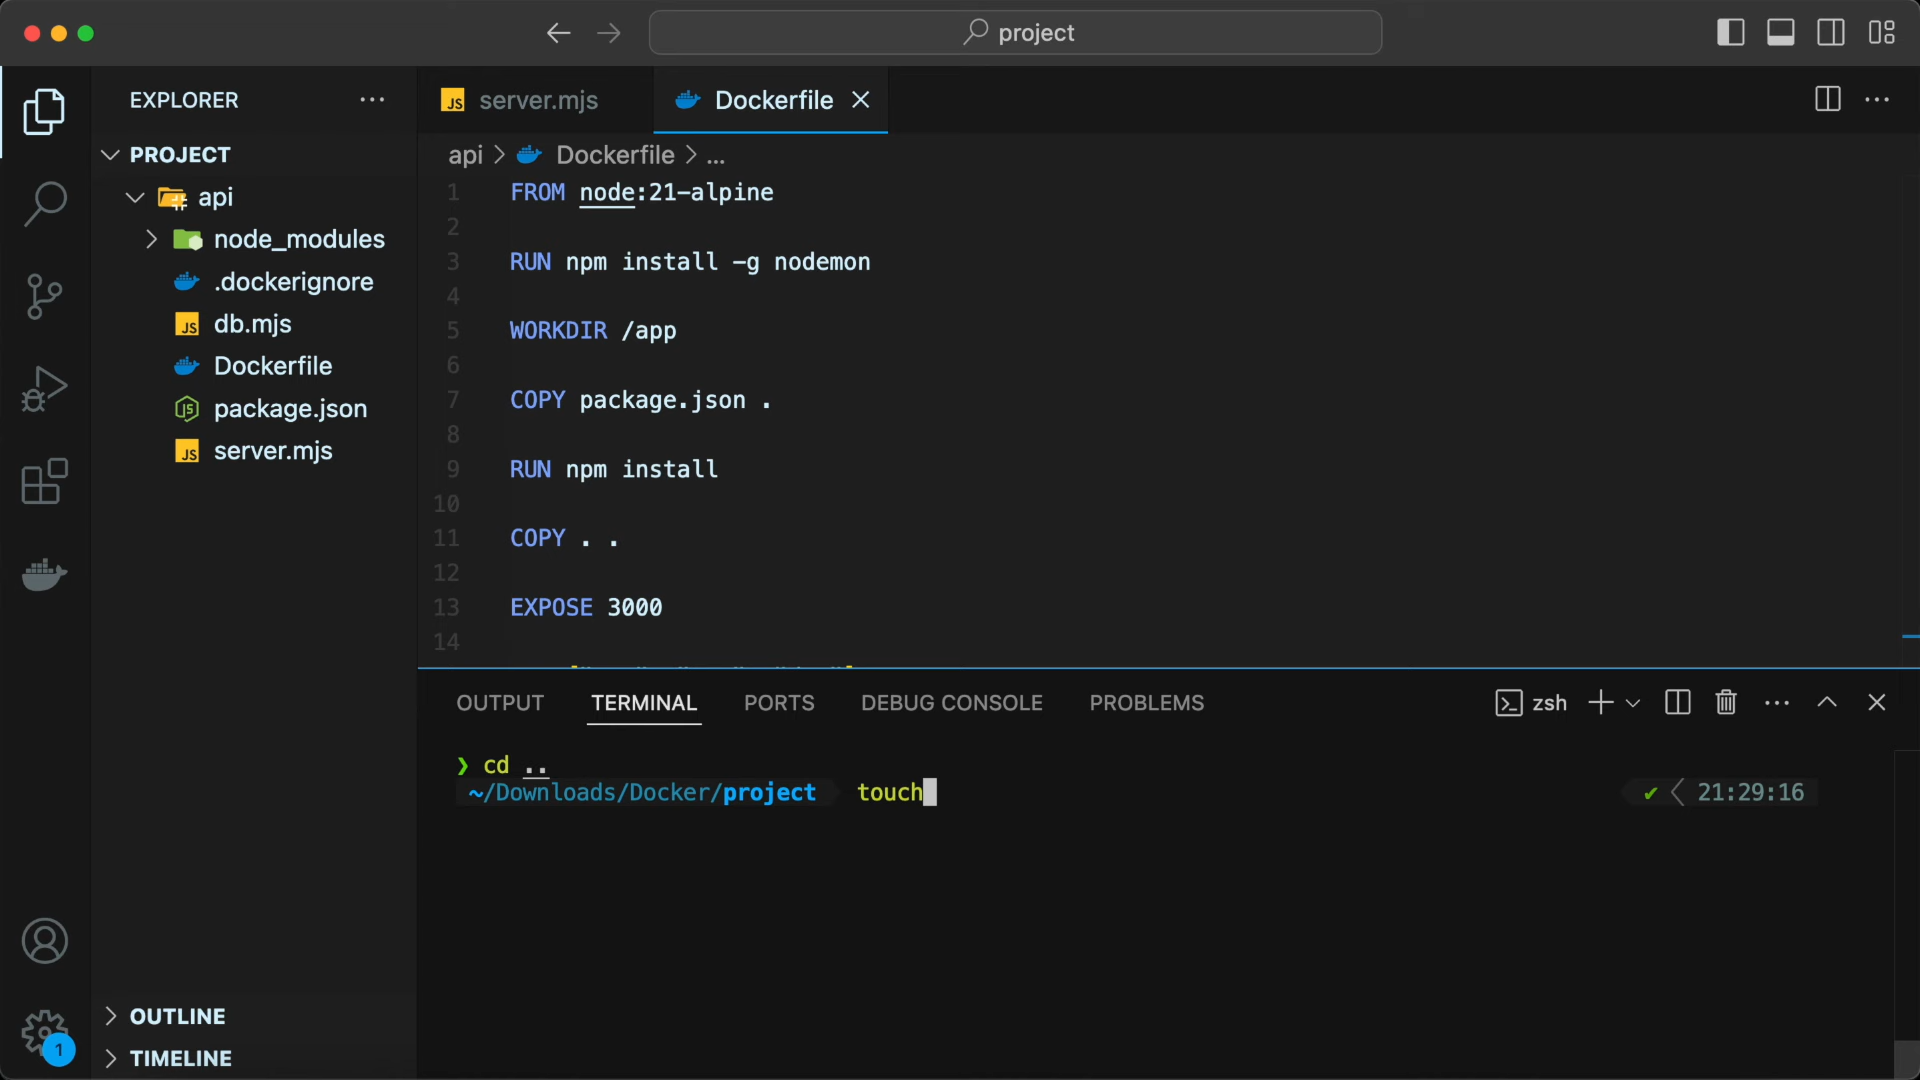 project
EXPLORER
PROJECT
api
node_modules
.dockerignore
db.mjs
Dockerfile
package.json
server.mjs
OUTLINE
TIMELINE
1
server.mjs
Dockerfile
api > Dockerfile > ...
1 FROM node:21-alpine
2
3 RUN npm install -g nodemon
4
5 WORKDIR /app
6
7 COPY package.json .
8
9 RUN npm install
10
11 COPY . .
12
13 EXPOSE 3000
14
OUTPUT TERMINAL PORTS DEBUG CONSOLE PROBLEMS zsh
❯ cd ..
~/Downloads/Docker/project touch ✔ 21:29:16